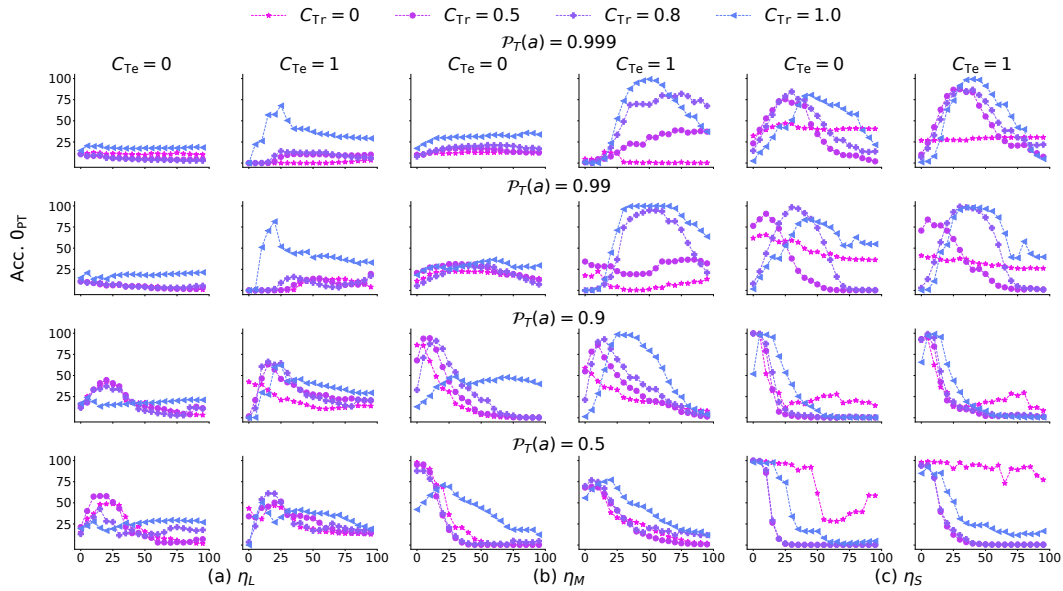 C_Tr = 0 C_Tr = 0.5 C_Tr = 0.8 C_Tr = 1.0
P_T(a) = 0.999
C_Te = 0 C_Te = 1 C_Te = 0 C_Te = 1 C_Te = 0 C_Te = 1
100
75
50
25
P_T(a) = 0.99
100
75
50
25
Acc. 0_PT
P_T(a) = 0.9
100
75
50
25
P_T(a) = 0.5
100
75
50
25
0 25 50 75 100 0 25 50 75 100 0 25 50 75 100 0 25 50 75 100 0 25 50 75 100 0 25 50 75 100
(a) η_L (b) η_M (c) η_S